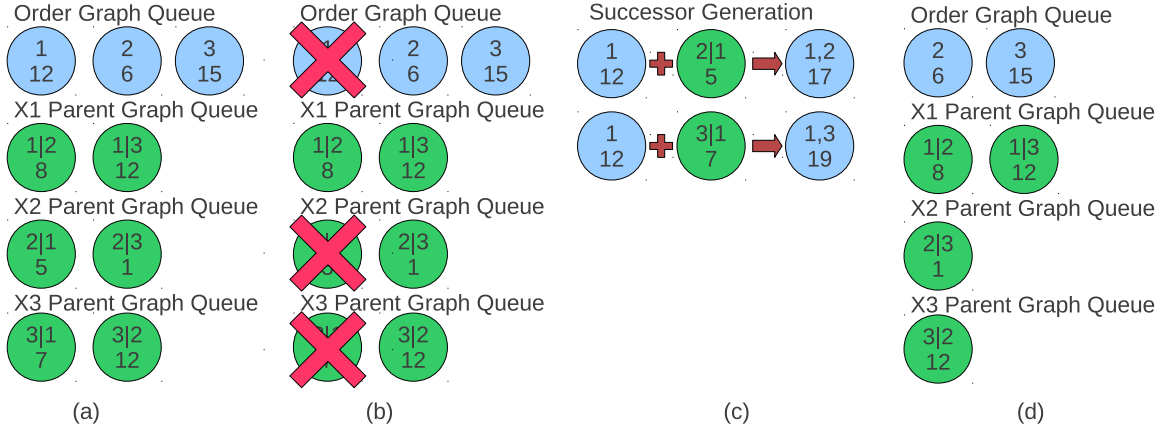 Order Graph Queue
1 2 3
12 6 15
X1 Parent Graph Queue
1|2 1|3
8 12
X2 Parent Graph Queue
2|1 2|3
5 1
X3 Parent Graph Queue
3|1 3|2
7 12
(a)
Order Graph Queue
2 3
6 15
X1 Parent Graph Queue
1|2 1|3
8 12
X2 Parent Graph Queue
2|3
1
X3 Parent Graph Queue
3|2
12
(b)
Successor Generation
1 2|1 1,2
12 5 17
1 3|1 1,3
12 7 19
(c)
Order Graph Queue
2 3
6 15
X1 Parent Graph Queue
1|2 1|3
8 12
X2 Parent Graph Queue
2|3
1
X3 Parent Graph Queue
3|2
12
(d)